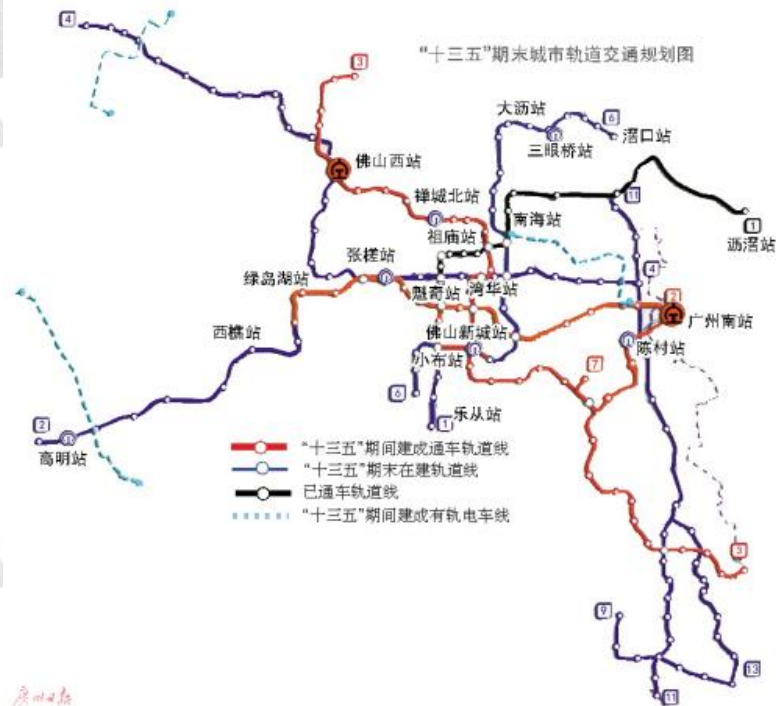 4
3
“十三五”期末城市轨道交通规划图
大沥站
6
滘口站
三眼桥站
佛山西站
禅城北站
11
南海站
1
沥滘站
祖庙站
张槎站
4
绿岛湖站
魁奇站
湾华站
2
广州南站
西樵站
佛山新城站
陈村站
小布站
7
6
1
乐从站
2
高明站
“十三五”期间建成通车轨道线
“十三五”期末在建轨道线
已通车轨道线
“十三五”期间建成有轨电车线
3
9
13
11
广州日报